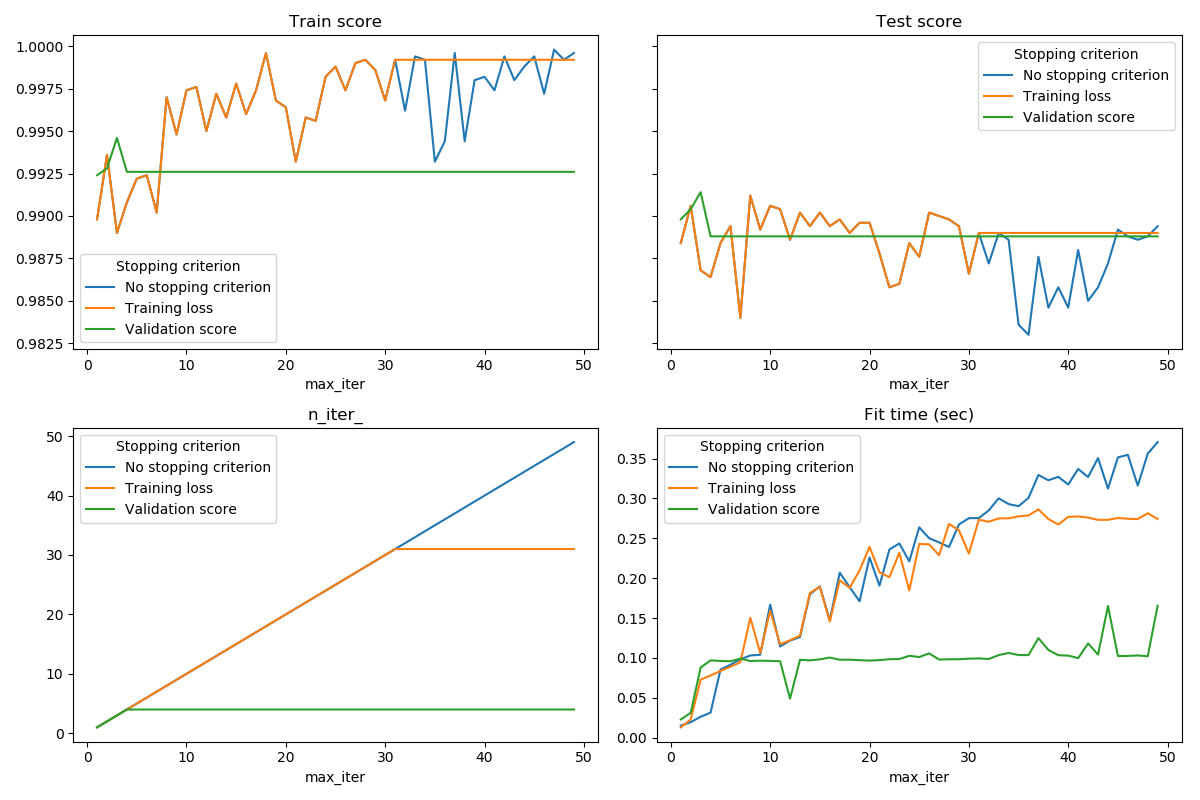 Train score
1.0000
0.9975
0.9950
0.9925
0.9900
0.9875
0.9850
0.9825
Stopping criterion
No stopping criterion
Training loss
Validation score
0 10 20 30 40 50
max_iter
Test score
Stopping criterion
No stopping criterion
Training loss
Validation score
0 10 20 30 40 50
max_iter
n_iter_
50
40
30
20
10
0
Stopping criterion
No stopping criterion
Training loss
Validation score
0 10 20 30 40 50
max_iter
Fit time (sec)
0.35
0.30
0.25
0.20
0.15
0.10
0.05
0.00
Stopping criterion
No stopping criterion
Training loss
Validation score
0 10 20 30 40 50
max_iter